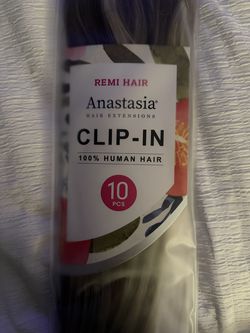 REMI HAIR
Anastasia®
HAIR EXTENSIONS
CLIP-IN
100% HUMAN HAIR
10
PCS